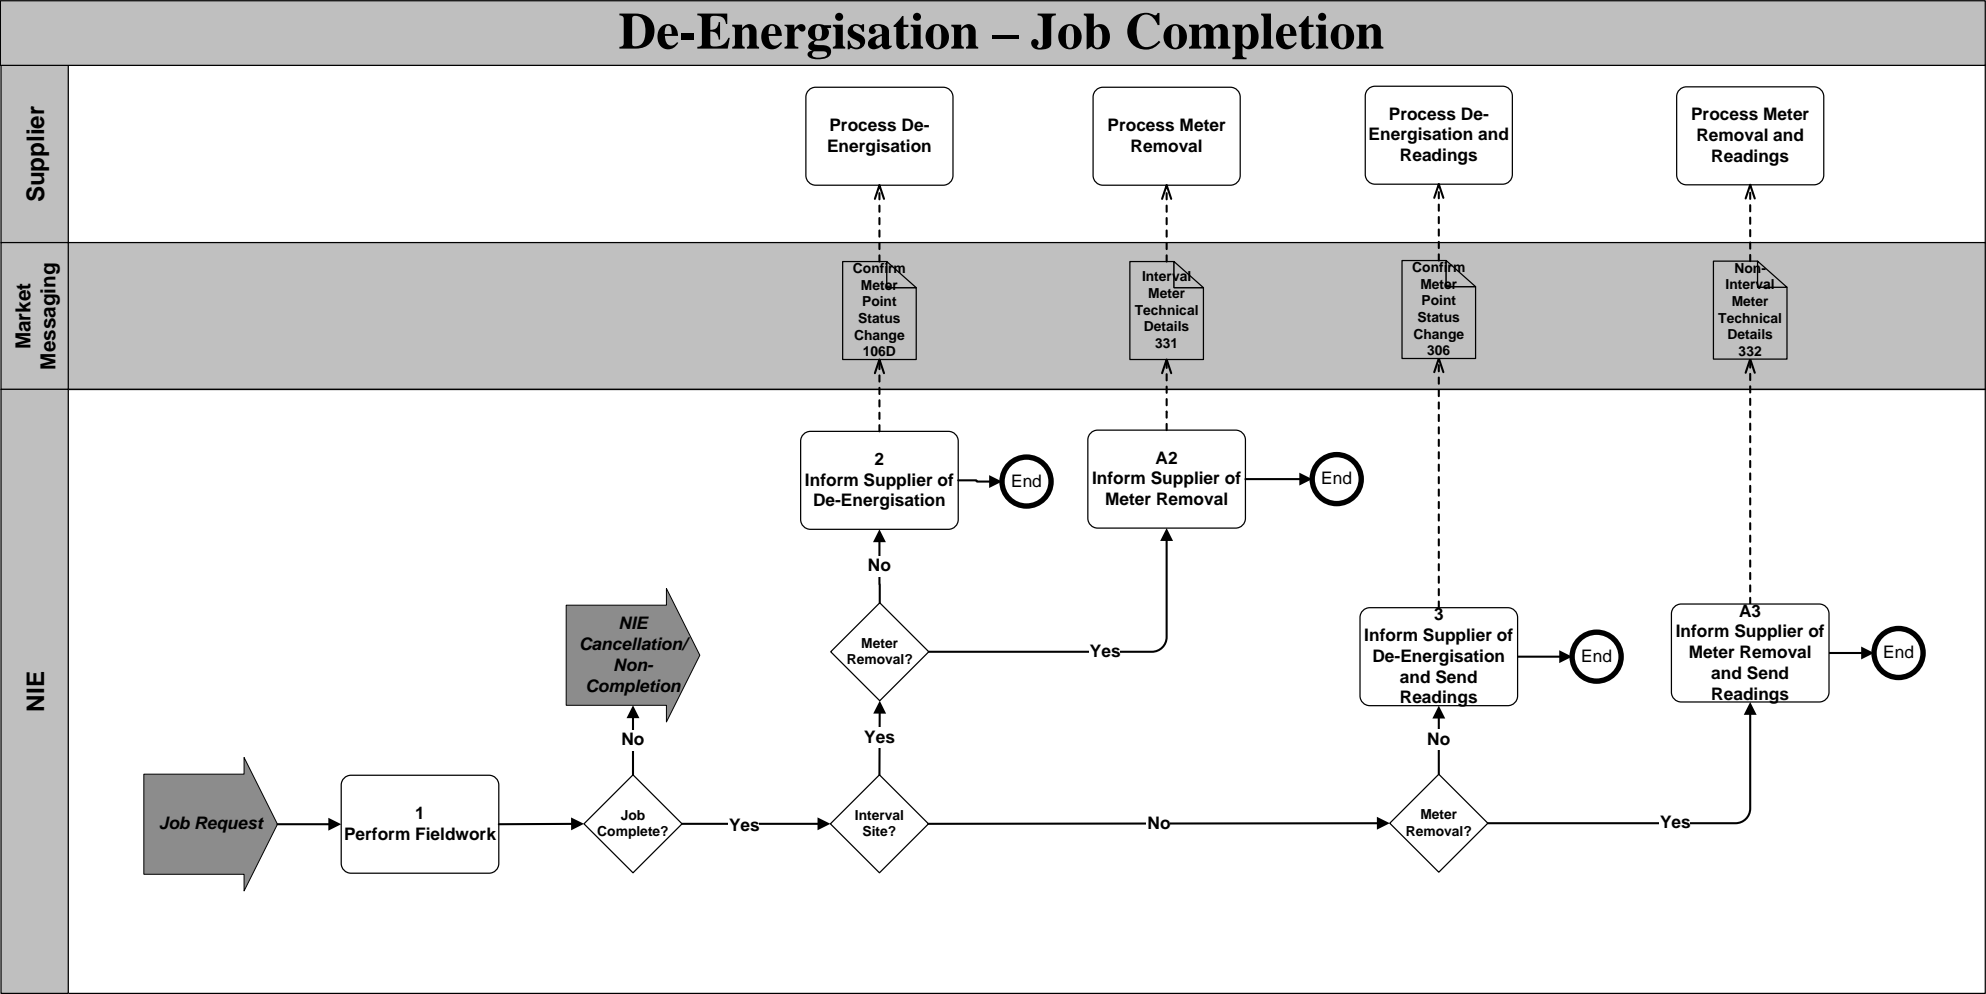 De-Energisation – Job Completion
Supplier
Process De-
Energisation
Process Meter
Removal
Process De-
Energisation and
Readings
Process Meter
Removal and
Readings
Market
Messaging
Confirm
Meter
Point
Status
Change
106D
Interval
Meter
Technical
Details
331
Confirm
Meter
Point
Status
Change
306
Non-
Interval
Meter
Technical
Details
332
NIE
2
Inform Supplier of
De-Energisation
End
A2
Inform Supplier of
Meter Removal
End
No
NIE
Cancellation/
Non-
Completion
Meter
Removal?
Yes
3
Inform Supplier of
De-Energisation
and Send
Readings
End
A3
Inform Supplier of
Meter Removal
and Send
Readings
End
No
Yes
No
Job Request
1
Perform Fieldwork
Job
Complete?
Yes
Interval
Site?
No
Meter
Removal?
Yes